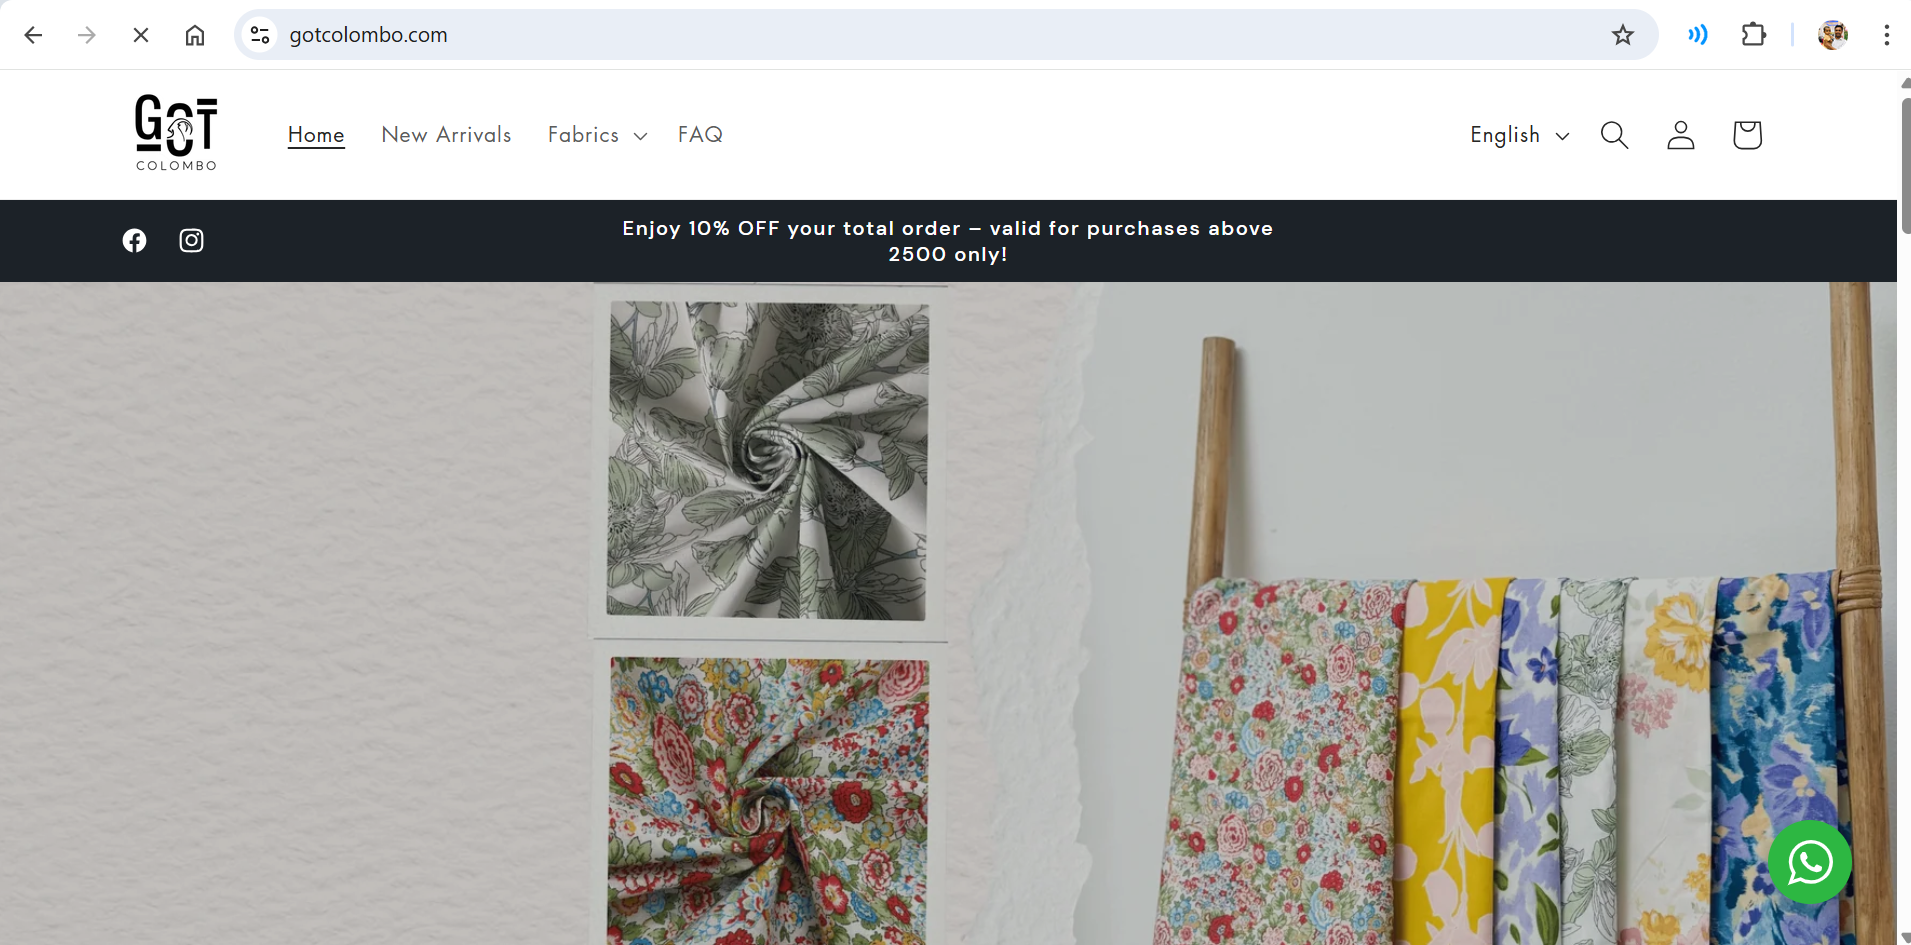 gotcolombo.com
GOT
COLOMBO
Home
New Arrivals
Fabrics
FAQ
English
Enjoy 10% OFF your total order – valid for purchases above
2500 only!